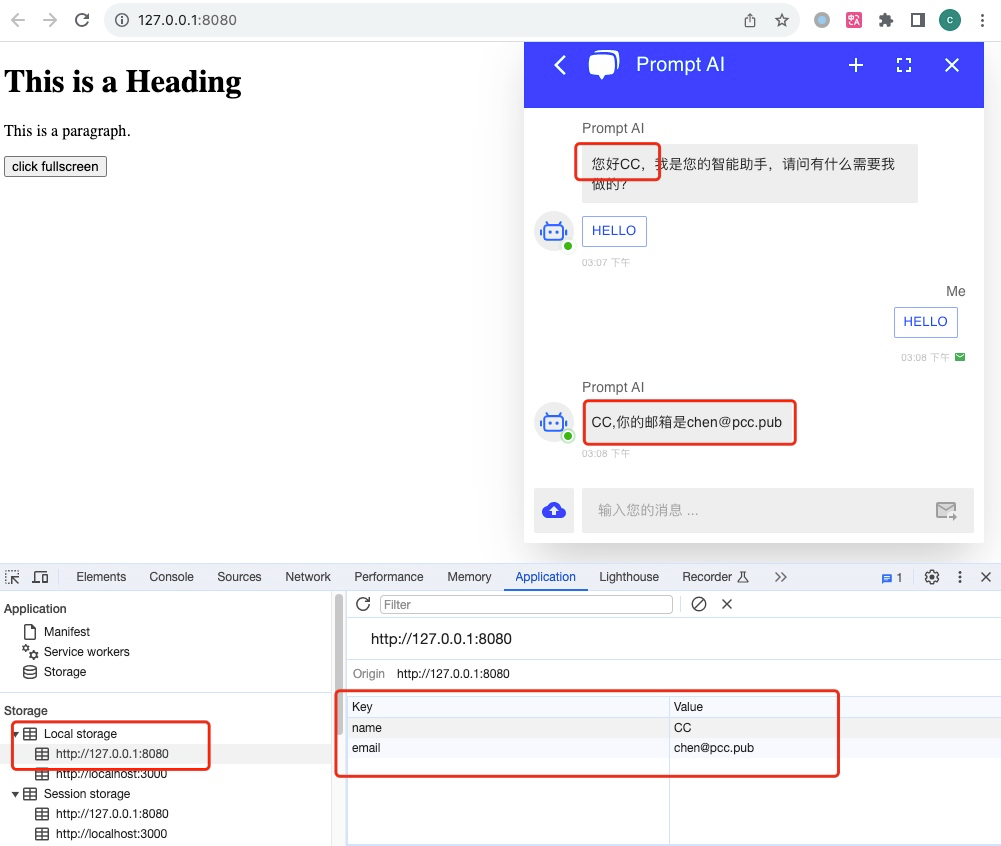 127.0.0.1:8080
C
This is a Heading
This is a paragraph.
click fullscreen
Prompt AI
Prompt AI
您好CC，我是您的智能助手，请问有什么需要我
做的?
HELLO
03:07 下午
Me
HELLO
03:08 下午
Prompt AI
CC,你的邮箱是chen@pcc.pub
03:08 下午
输入您的消息 ...
Elements Console Sources Network Performance Memory Application Lighthouse Recorder 1
Application
Manifest
Service workers
Storage
Storage
Local storage
http://127.0.0.1:8080
http://localhost:3000
Session storage
http://127.0.0.1:8080
http://localhost:3000
Filter
http://127.0.0.1:8080
Origin http://127.0.0.1:8080
Key Value
name CC
email chen@pcc.pub